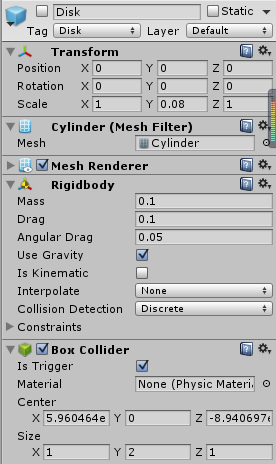 Disk Static
Tag Disk Layer Default
Transform
Position X 0 Y 0 Z 0
Rotation X 0 Y 0 Z 0
Scale X 1 Y 0.08 Z 1
Cylinder (Mesh Filter)
Mesh Cylinder
Mesh Renderer
Rigidbody
Mass 0.1
Drag 0.1
Angular Drag 0.05
Use Gravity
Is Kinematic
Interpolate None
Collision Detection Discrete
Constraints
Box Collider
Is Trigger
Material None (Physic Materi
Center
X 5.960464e Y 0 Z -8.940697e
Size
X 1 Y 2 Z 1